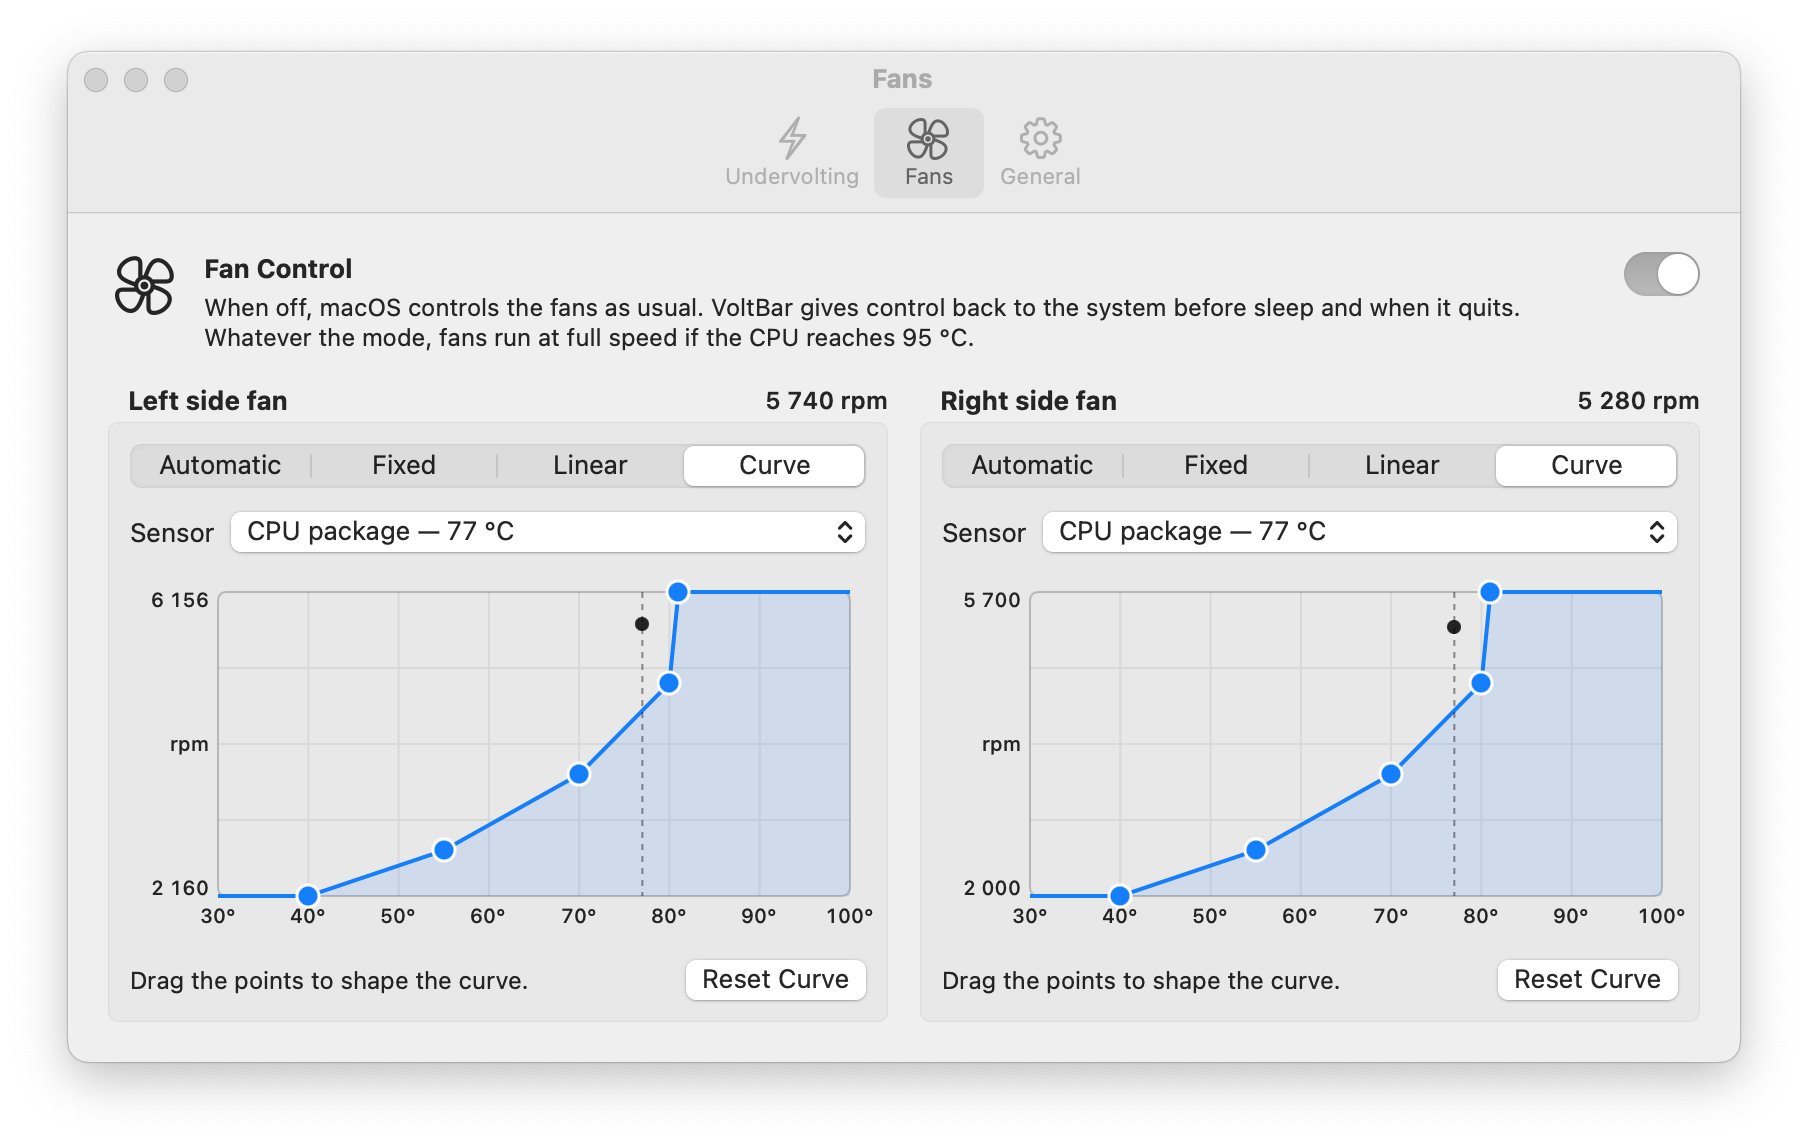 Fans
Undervolting
Fans
General
Fan Control
When off, macOS controls the fans as usual. VoltBar gives control back to the system before sleep and when it quits.
Whatever the mode, fans run at full speed if the CPU reaches 95 °C.
Left side fan
5 740 rpm
Automatic
Fixed
Linear
Curve
Sensor
CPU package — 77 °C
6 156
rpm
2 160
30° 40° 50° 60° 70° 80° 90° 100°
Drag the points to shape the curve.
Reset Curve
Right side fan
5 280 rpm
Automatic
Fixed
Linear
Curve
Sensor
CPU package — 77 °C
5 700
rpm
2 000
30° 40° 50° 60° 70° 80° 90° 100°
Drag the points to shape the curve.
Reset Curve